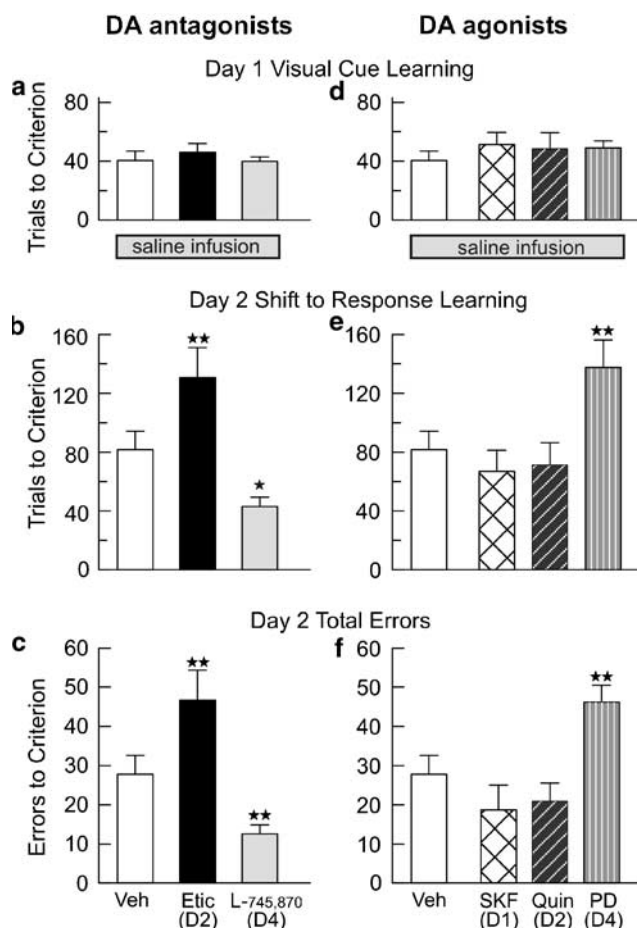 DA antagonists DA agonists
Day 1 Visual Cue Learning
a d
Trials to Criterion
80 80
40 40
0 0
saline infusion saline infusion
Day 2 Shift to Response Learning
b e
Trials to Criterion
160 160
120 120
80 80
40 40
0 0
★★ ★ ★★
Day 2 Total Errors
c f
Errors to Criterion
60 60
50 50
40 40
30 30
20 20
10 10
0 0
★★ ★★ ★★
Veh Etic L-745,870 Veh SKF Quin PD
(D2) (D4) (D1) (D2) (D4)